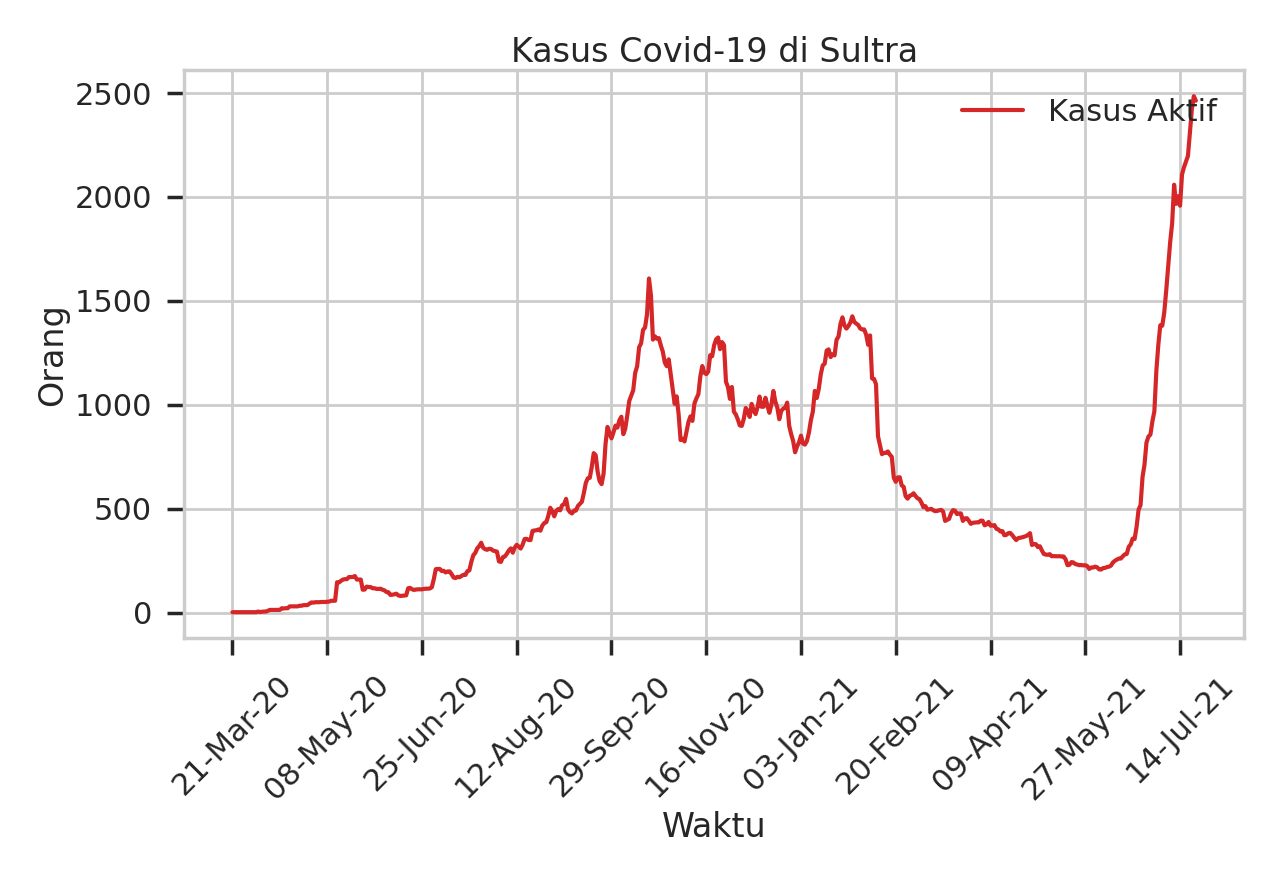 Kasus Covid-19 di Sultra
Kasus Aktif
Orang
2500
2000
1500
1000
500
0
21-Mar-20
08-May-20
25-Jun-20
12-Aug-20
29-Sep-20
16-Nov-20
03-Jan-21
20-Feb-21
09-Apr-21
27-May-21
14-Jul-21
Waktu